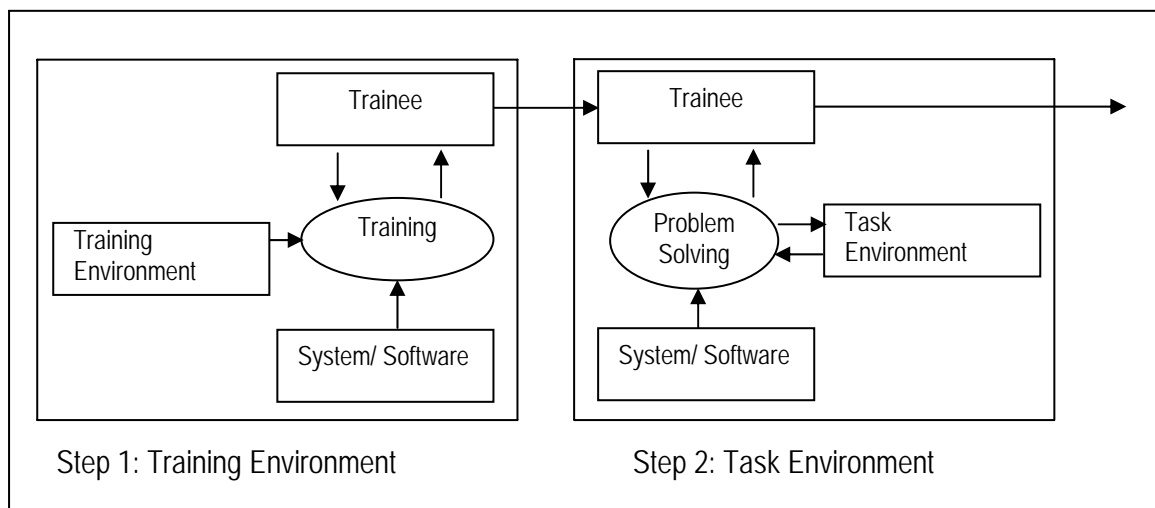 Trainee
Training
Training
Environment
System/ Software
Step 1: Training Environment
Trainee
Problem
Solving
Task
Environment
System/ Software
Step 2: Task Environment